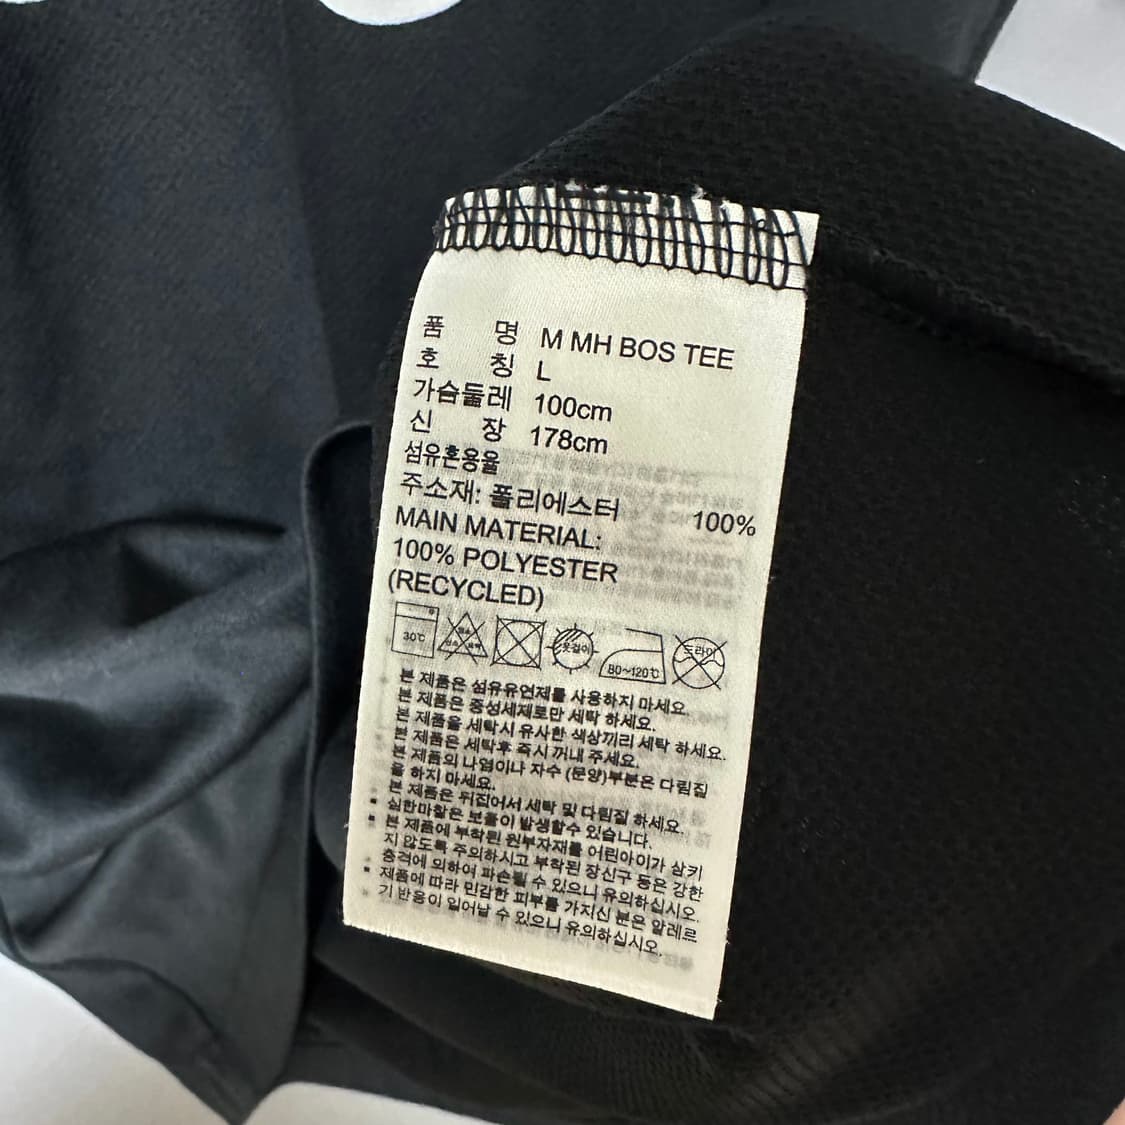 품 명 M MH BOS TEE
호 칭 L
가슴둘레 100cm
신 장 178cm
섬유혼용율
주소재: 폴리에스터 100%
MAIN MATERIAL:
100% POLYESTER
(RECYCLED)
30℃ 옷걸이 80~120℃ 드라이
본 제품은 섬유유연제를 사용하지 마세요.
본 제품은 중성세제로만 세탁 하세요.
본 제품을 세탁시 유사한 색상끼리 세탁 하세요.
본 제품은 세탁후 즉시 꺼내 주세요.
본 제품의 나염이나 자수 (문양)부분은 다림질
을 하지 마세요.
본 제품은 뒤집어서 세탁 및 다림질 하세요.
심한마찰은 보풀이 발생할수 있습니다.
본 제품에 부착된 원부자재를 어린아이가 삼키
지 않도록 주의하시고 부착된 장신구 등은 강한
충격에 의하여 파손될 수 있으니 유의하십시오.
제품에 따라 민감한 피부를 가지신 분은 알레르
기 반응이 일어날 수 있으니 유의하십시오.